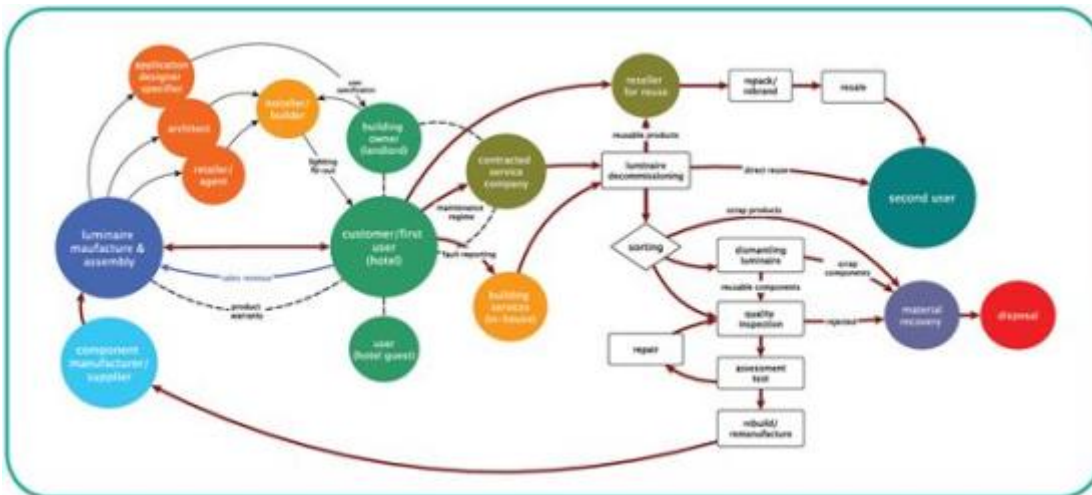 application
designer
specifier
architect
retailer/
agent
installer/
builder
user
specification
building
owner
(landlord)
lighting
fit-out
luminaire
maufacture &
assembly
customer/first
user
(hotel)
sales revenue
product
warranty
component
manufacturer/
supplier
user
(hotel guest)
contracted
service
company
maintenance
regime
fault reporting
building
services
(in-house)
reseller
for reuse
repack/
rebrand
resale
reusable products
luminaire
decommissioning
direct reuse
second user
scrap products
sorting
dismantling
luminaire
scrap
components
reusable components
quality
inspection
rejected
material
recovery
disposal
repair
assessment
test
rebuild/
remanufacture